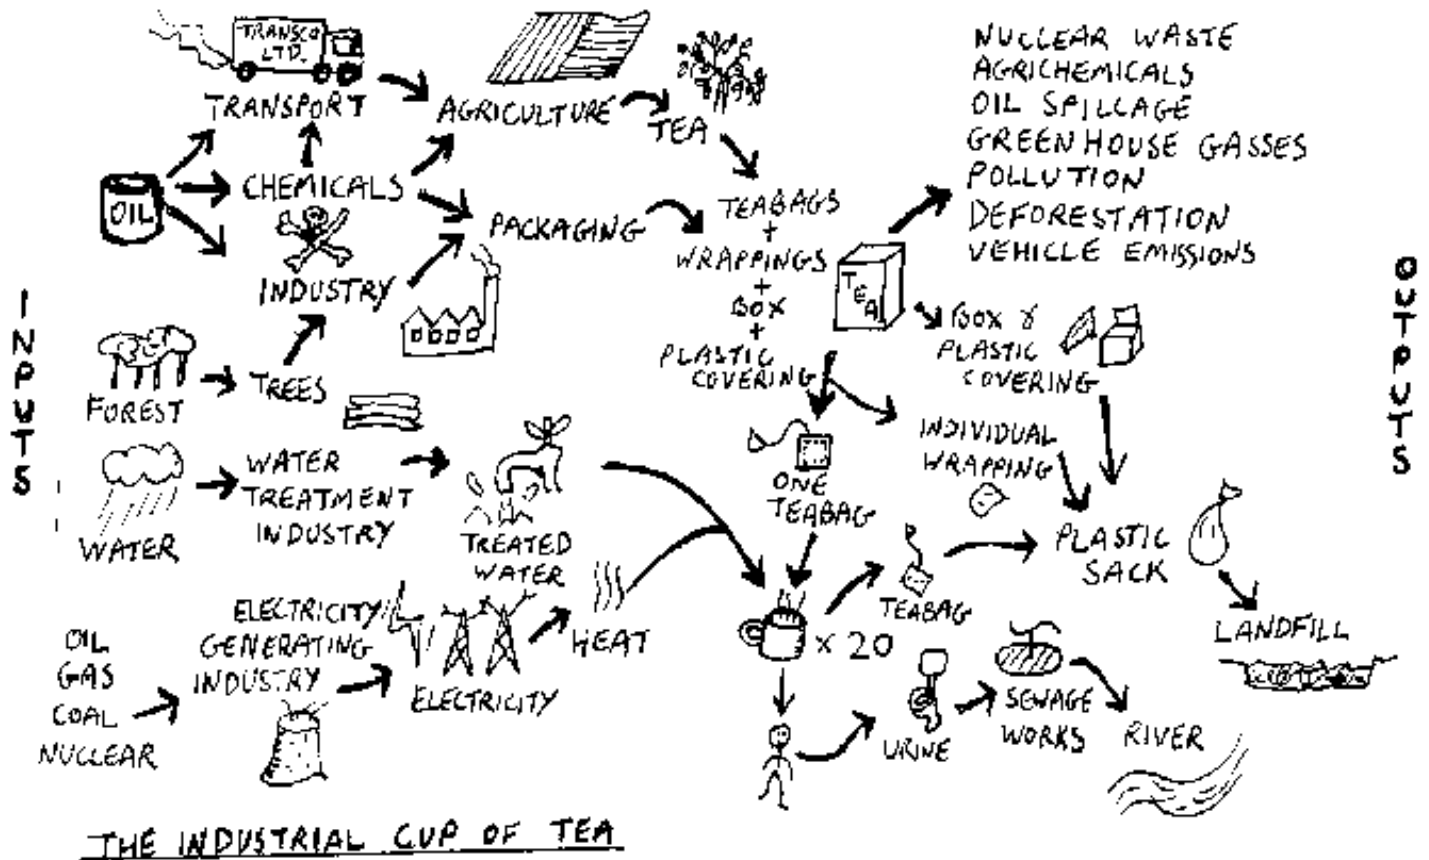 TRANSCO
LTD.
TRANSPORT
AGRICULTURE
TEA
NUCLEAR WASTE
AGRICHEMICALS
OIL SPILLAGE
GREENHOUSE GASSES
POLLUTION
DEFORESTATION
VEHICLE EMISSIONS
OIL
CHEMICALS
PACKAGING
INDUSTRY
TEABAGS
+
WRAPPINGS
+
BOX
+
PLASTIC
COVERING
TEA
BOX &
PLASTIC
COVERING
INPUTS
OUTPUTS
FOREST
TREES
INDIVIDUAL
WRAPPING
WATER
WATER
TREATMENT
INDUSTRY
TREATED
WATER
ONE
TEABAG
PLASTIC
SACK
LANDFILL
TEABAG
OIL
GAS
COAL
NUCLEAR
ELECTRICITY
GENERATING
INDUSTRY
ELECTRICITY
HEAT
x 20
URINE
SEWAGE
WORKS
RIVER
THE INDUSTRIAL CUP OF TEA